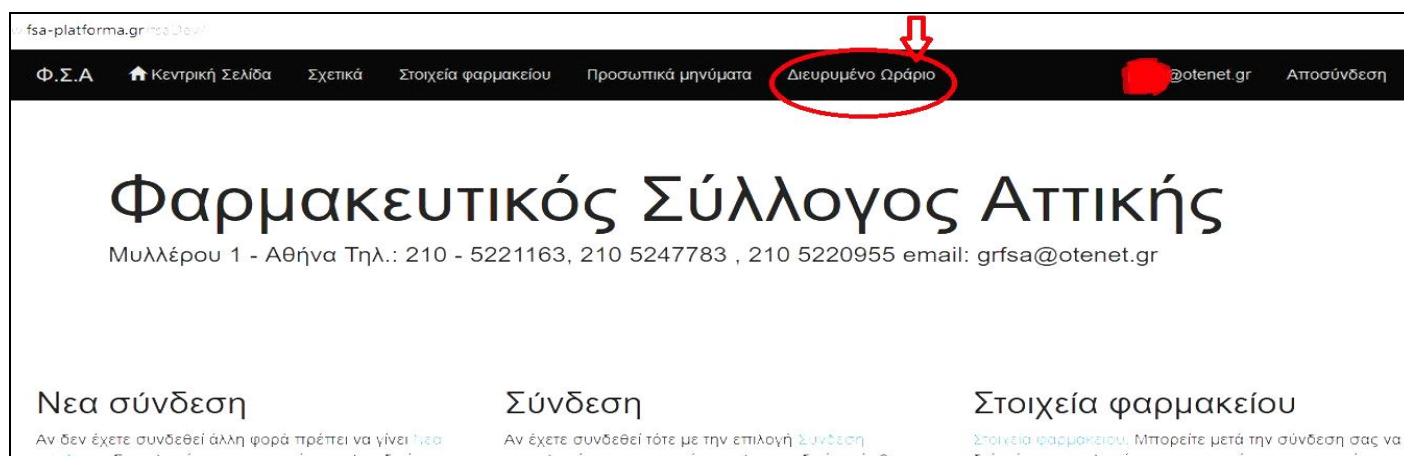 fsa-platforma.gr
Φ.Σ.Α Κεντρική Σελίδα Σχετικά Στοιχεία φαρμακείου Προσωπικά μηνύματα Διευρυμένο Ωράριο @otenet.gr Αποσύνδεση
Φαρμακευτικός Σύλλογος Αττικής
Μυλλέρου 1 - Αθήνα Τηλ.: 210 - 5221163, 210 5247783 , 210 5220955 email: grfsa@otenet.gr
Νεα σύνδεση
Αν δεν έχετε συνδεθεί άλλη φορά πρέπει να γίνει Νεα
Σύνδεση
Αν έχετε συνδεθεί τότε με την επιλογή Σύνδεση
Στοιχεία φαρμακείου
Στοιχεία φαρμακειου. Μπορείτε μετά την σύνδεση σας να